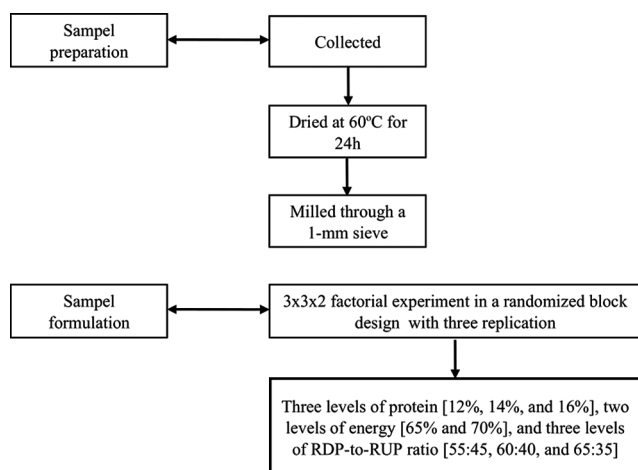 Sampel
preparation
Collected
Dried at 60ºC for
24h
Milled through a
1-mm sieve
Sampel
formulation
3x3x2 factorial experiment in a randomized block
design with three replication
Three levels of protein [12%, 14%, and 16%], two
levels of energy [65% and 70%], and three levels
of RDP-to-RUP ratio [55:45, 60:40, and 65:35]